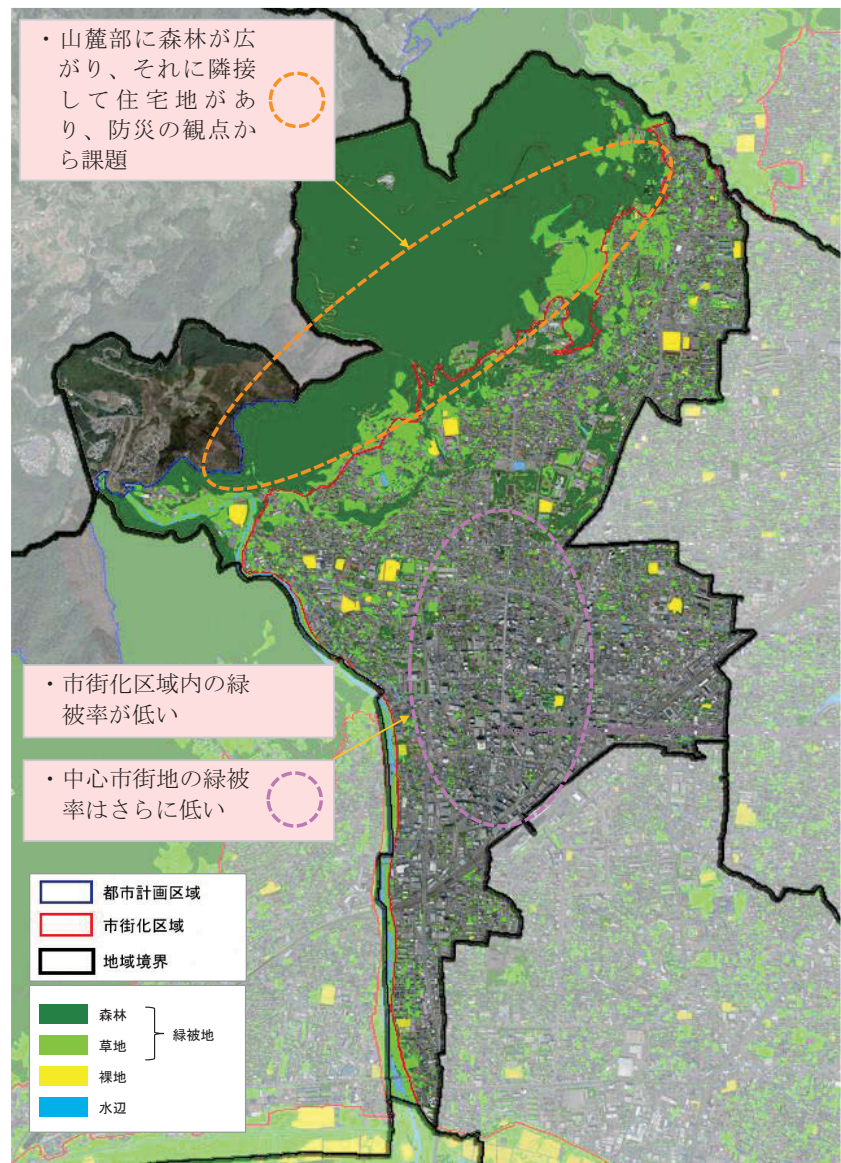 ・山麓部に森林が広
がり、それに隣接
して住宅地があ
り、防災の観点か
ら課題
・市街化区域内の緑
被率が低い
・中心市街地の緑被
率はさらに低い
都市計画区域
市街化区域
地域境界
森林
緑被地
草地
裸地
水辺